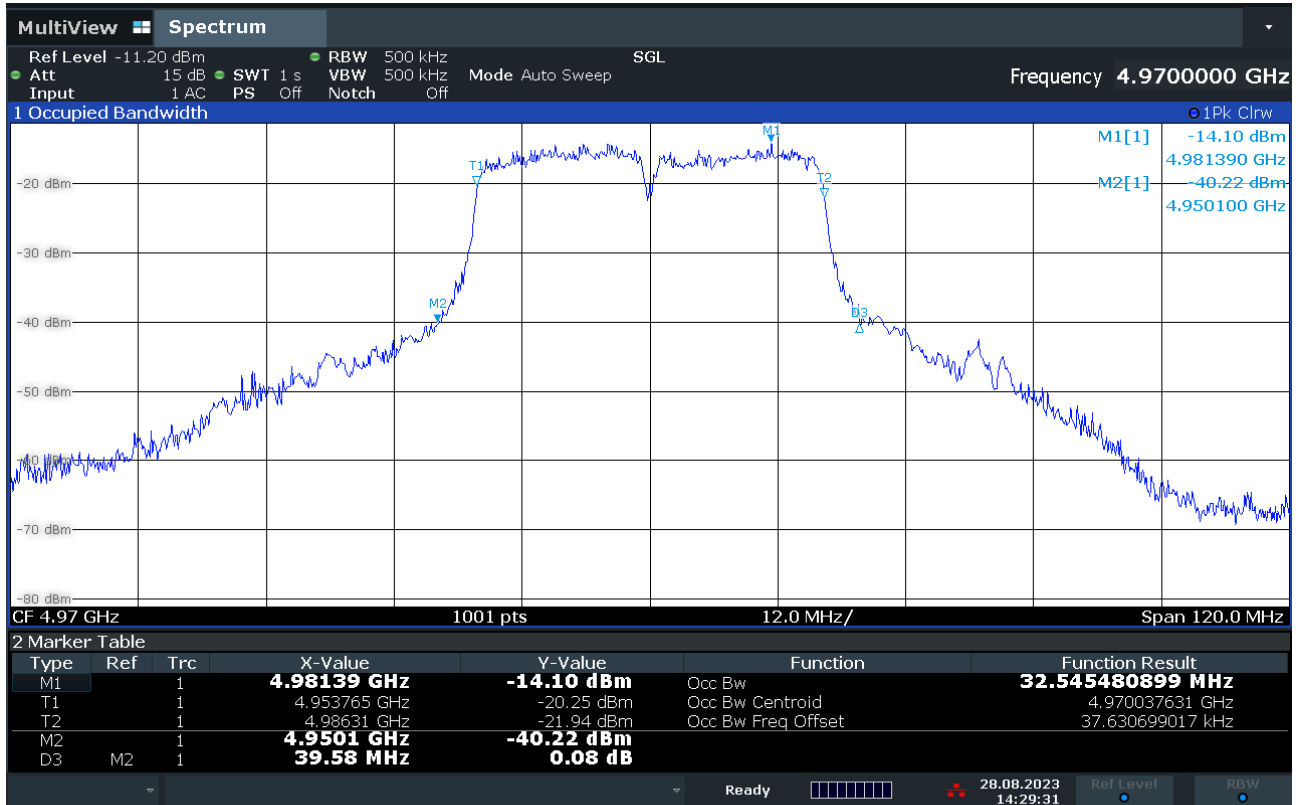 MultiView Spectrum
Ref Level -11.20 dBm RBW 500 kHz SGL
Att 15 dB SWT 1 s VBW 500 kHz Mode Auto Sweep Frequency 4.9700000 GHz
Input 1 AC PS Off Notch Off
1 Occupied Bandwidth 1Pk Clrw
M1[1] -14.10 dBm
4.981390 GHz
M2[1] -40.22 dBm
4.950100 GHz
M1
T1
T2
-20 dBm
-30 dBm
M2
D3
-40 dBm
-50 dBm
-60 dBm
-70 dBm
-80 dBm
CF 4.97 GHz 1001 pts 12.0 MHz/ Span 120.0 MHz
2 Marker Table
Type Ref Trc X-Value Y-Value Function Function Result
M1 1 4.98139 GHz -14.10 dBm Occ Bw 32.545480899 MHz
T1 1 4.953765 GHz -20.25 dBm Occ Bw Centroid 4.970037631 GHz
T2 1 4.98631 GHz -21.94 dBm Occ Bw Freq Offset 37.630699017 kHz
M2 1 4.9501 GHz -40.22 dBm
D3 M2 1 39.58 MHz 0.08 dB
Ready 28.08.2023 Ref Level RBW
14:29:31